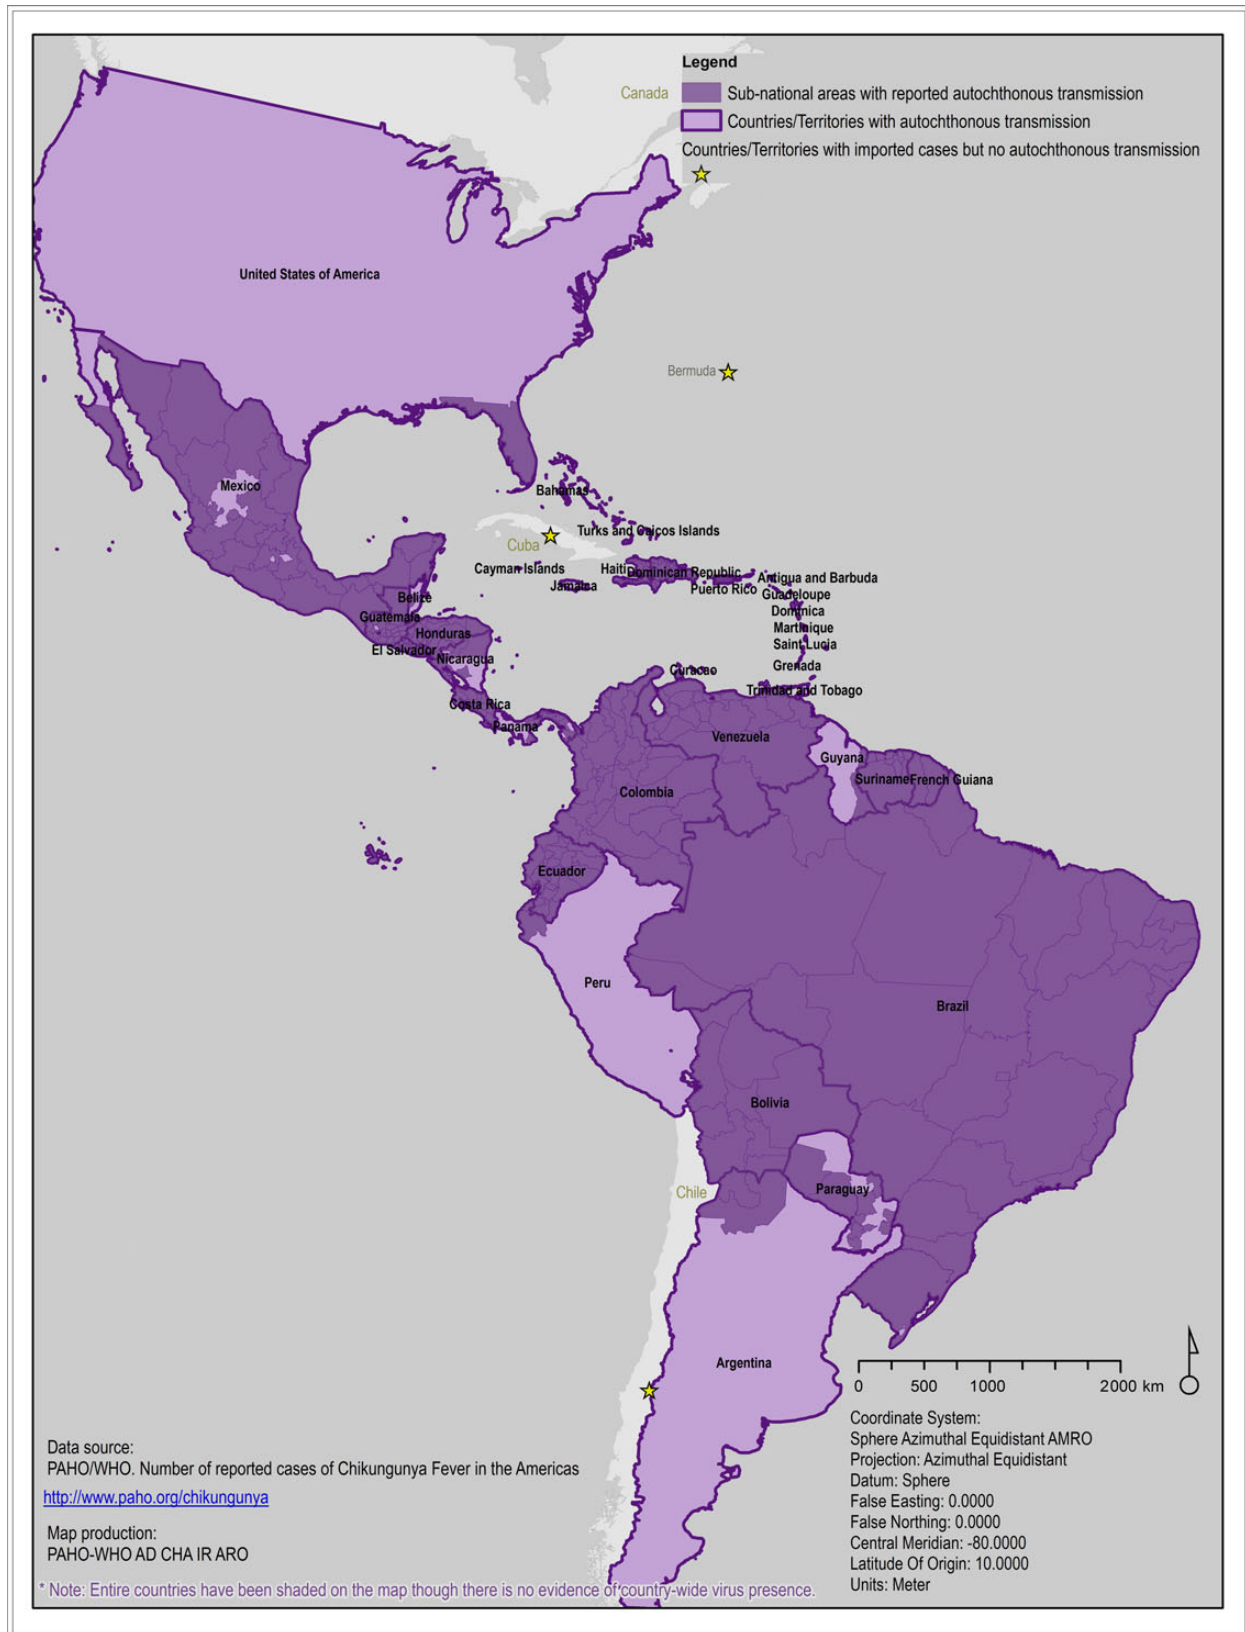 Legend
Canada
Sub-national areas with reported autochthonous transmission
Countries/Territories with autochthonous transmission
Countries/Territories with imported cases but no autochthonous transmission
United States of America
Bermuda
Mexico
Bahamas
Turks and Caicos Islands
Cuba
Cayman Islands
Haiti
Dominican Republic
Jamaica
Puerto Rico
Antigua and Barbuda
Guadeloupe
Dominica
Martinique
Saint Lucia
Grenada
Belize
Guatemala
Honduras
El Salvador
Nicaragua
Curacao
Trinidad and Tobago
Costa Rica
Panama
Venezuela
Guyana
Suriname
French Guiana
Colombia
Ecuador
Peru
Brazil
Bolivia
Chile
Paraguay
Argentina
0 500 1000 2000 km
Coordinate System:
Sphere Azimuthal Equidistant AMRO
Projection: Azimuthal Equidistant
Datum: Sphere
False Easting: 0.0000
False Northing: 0.0000
Central Meridian: -80.0000
Latitude Of Origin: 10.0000
Units: Meter
Data source:
PAHO/WHO. Number of reported cases of Chikungunya Fever in the Americas
http://www.paho.org/chikungunya
Map production:
PAHO-WHO AD CHA IR ARO
* Note: Entire countries have been shaded on the map though there is no evidence of country-wide virus presence.